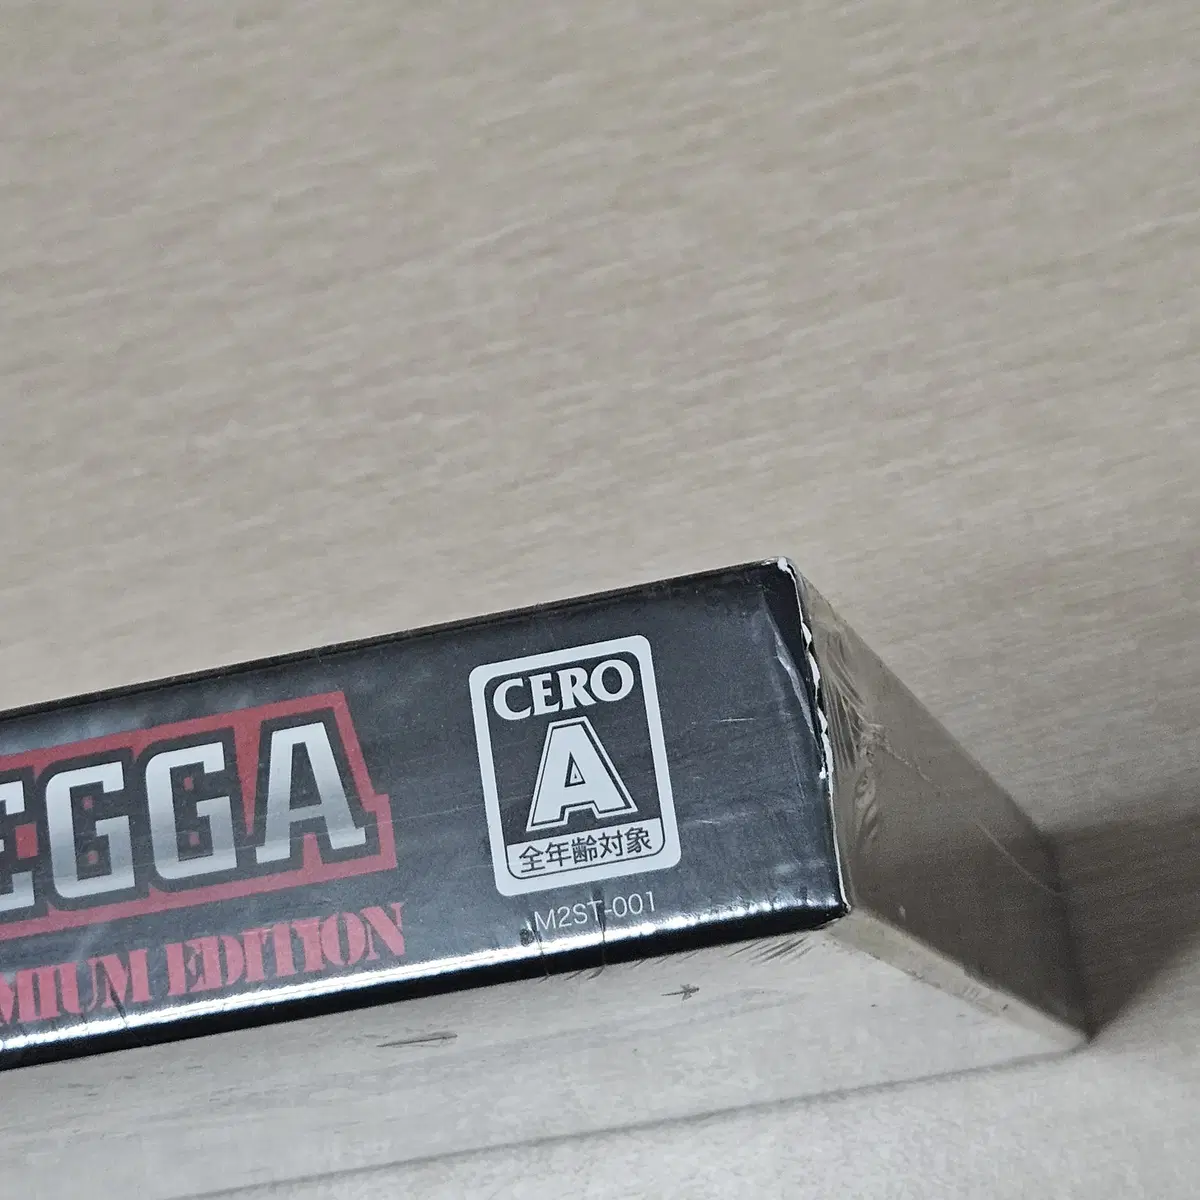 EGGA
MIUM EDITION
CERO
A
全年齢対象
M2ST-001